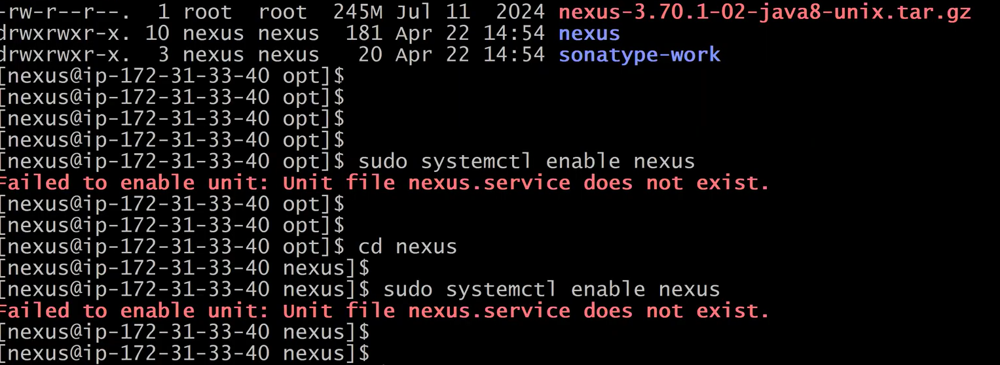 -rw-r--r--. 1 root root 245M Jul 11 2024 nexus-3.70.1-02-java8-unix.tar.gz
drwxrwxr-x. 10 nexus nexus 181 Apr 22 14:54 nexus
drwxrwxr-x. 3 nexus nexus 20 Apr 22 14:54 sonatype-work
[nexus@ip-172-31-33-40 opt]$
[nexus@ip-172-31-33-40 opt]$
[nexus@ip-172-31-33-40 opt]$
[nexus@ip-172-31-33-40 opt]$
[nexus@ip-172-31-33-40 opt]$ sudo systemctl enable nexus
Failed to enable unit: Unit file nexus.service does not exist.
[nexus@ip-172-31-33-40 opt]$
[nexus@ip-172-31-33-40 opt]$
[nexus@ip-172-31-33-40 opt]$ cd nexus
[nexus@ip-172-31-33-40 nexus]$
[nexus@ip-172-31-33-40 nexus]$ sudo systemctl enable nexus
Failed to enable unit: Unit file nexus.service does not exist.
[nexus@ip-172-31-33-40 nexus]$
[nexus@ip-172-31-33-40 nexus]$